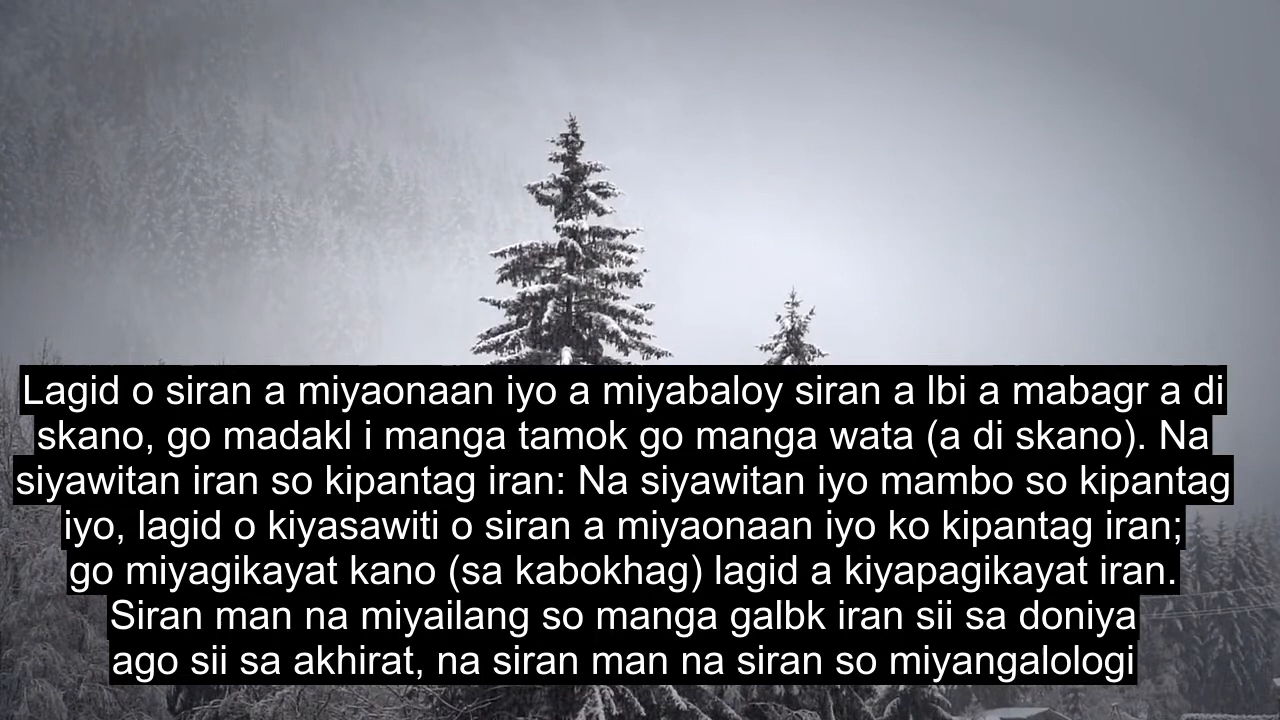 Lagid o siran a miyaonaan iyo a miyabaloy siran a lbi a mabagr a di
skano, go madakl i manga tamok go manga wata (a di skano). Na
siyawitan iran so kipantag iran: Na siyawitan iyo mambo so kipantag
iyo, lagid o kiyasawiti o siran a miyaonaan iyo ko kipantag iran;
go miyagikayat kano (sa kabokhag) lagid a kiyapagikayat iran.
Siran man na miyailang so manga galbk iran sii sa doniya
ago sii sa akhirat, na siran man na siran so miyangalologi